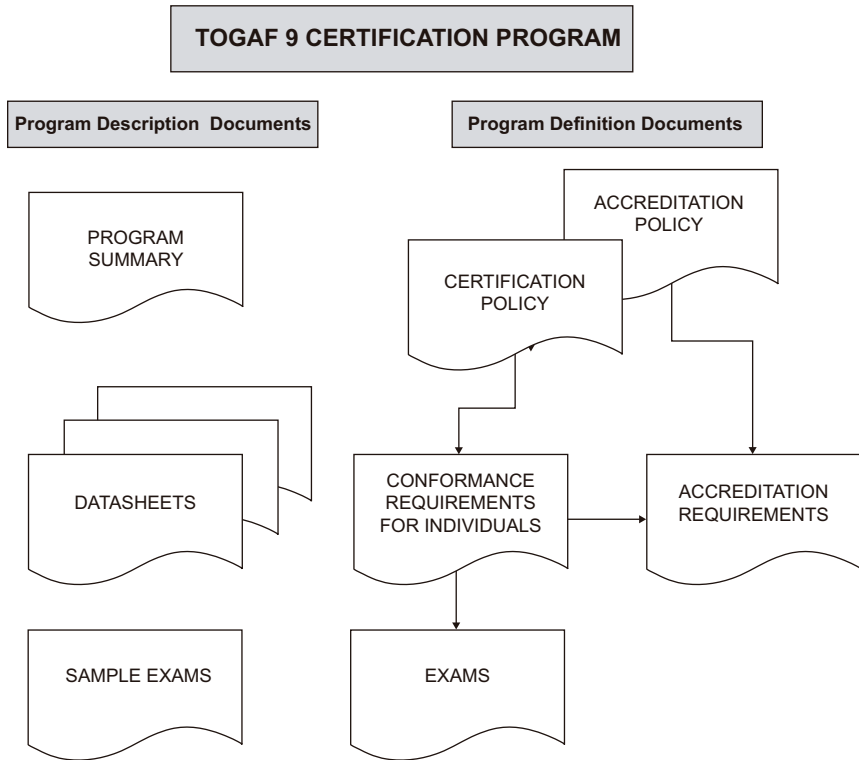 TOGAF 9 CERTIFICATION PROGRAM
Program Description Documents
Program Definition Documents
PROGRAM
SUMMARY
ACCREDITATION
POLICY
CERTIFICATION
POLICY
DATASHEETS
CONFORMANCE
REQUIREMENTS
FOR INDIVIDUALS
ACCREDITATION
REQUIREMENTS
SAMPLE EXAMS
EXAMS